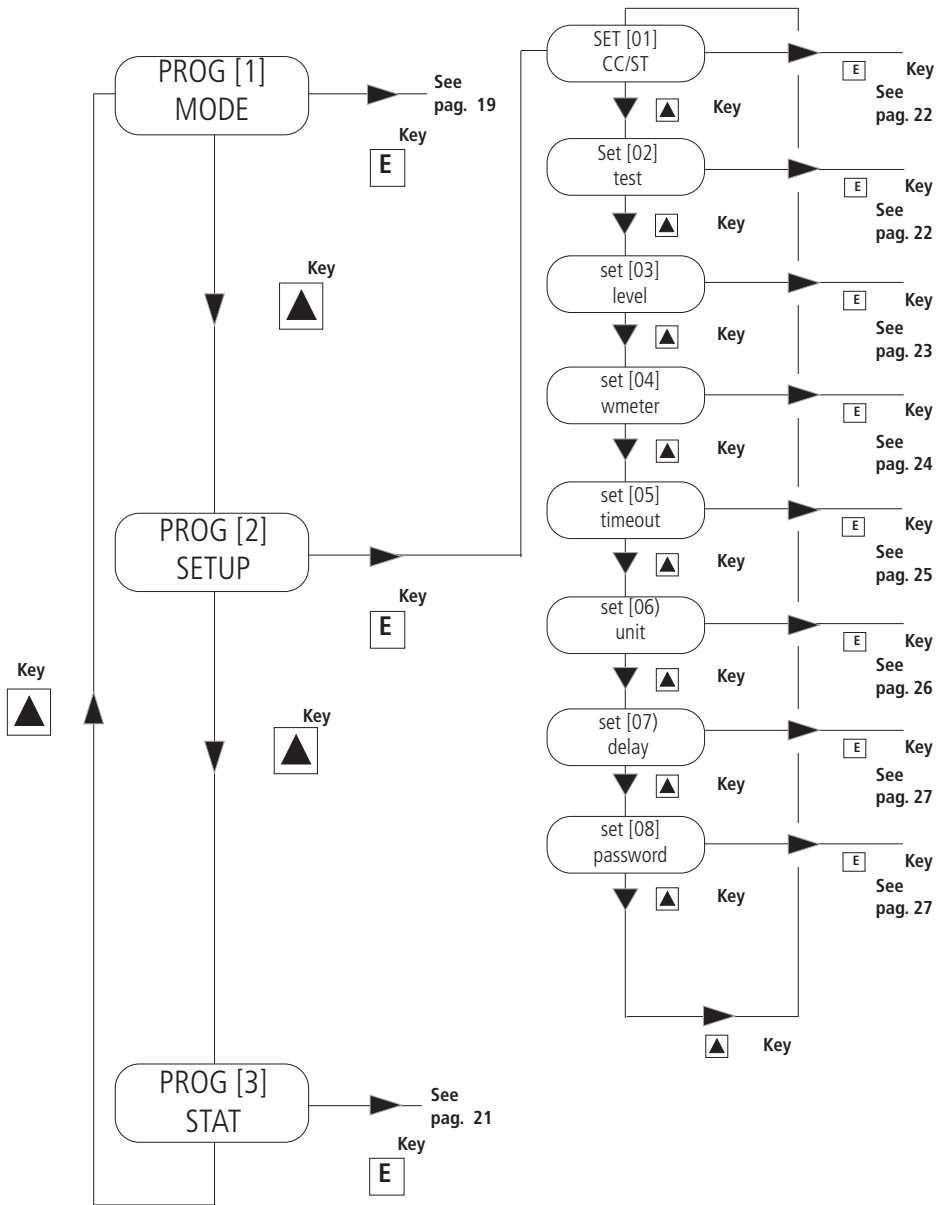 PROG [1]
MODE
See
pag. 19
Key
E
Key
PROG [2]
SETUP
Key
E
Key
Key
PROG [3]
STAT
See
pag. 21
Key
E
SET [01]
CC/ST
E Key
See
pag. 22
Key
Set [02]
test
E Key
See
pag. 22
Key
set [03]
level
E Key
See
pag. 23
Key
set [04]
wmeter
E Key
See
pag. 24
Key
set [05]
timeout
E Key
See
pag. 25
Key
set [06)
unit
E Key
See
pag. 26
Key
set [07)
delay
E Key
See
pag. 27
Key
set [08]
password
E Key
See
pag. 27
Key
Key